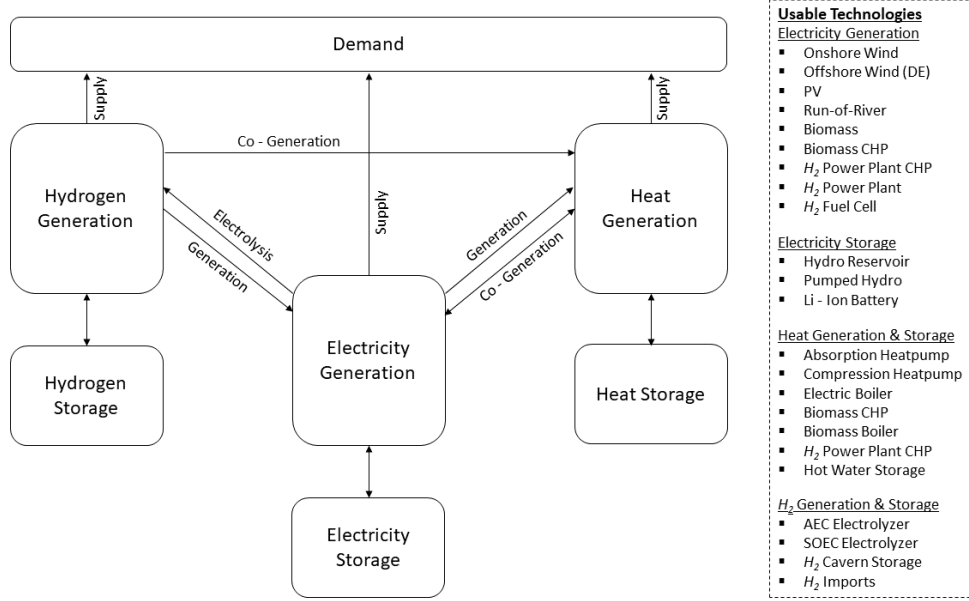 Demand
Supply
Supply
Supply
Hydrogen
Generation
Co - Generation
Heat
Generation
Electrolysis
Generation
Generation
Co - Generation
Electricity
Generation
Hydrogen
Storage
Heat Storage
Electricity
Storage
Usable Technologies
Electricity Generation
▪ Onshore Wind
▪ Offshore Wind (DE)
▪ PV
▪ Run-of-River
▪ Biomass
▪ Biomass CHP
▪ H₂ Power Plant CHP
▪ H₂ Power Plant
▪ H₂ Fuel Cell
Electricity Storage
▪ Hydro Reservoir
▪ Pumped Hydro
▪ Li - Ion Battery
Heat Generation & Storage
▪ Absorption Heatpump
▪ Compression Heatpump
▪ Electric Boiler
▪ Biomass CHP
▪ Biomass Boiler
▪ H₂ Power Plant CHP
▪ Hot Water Storage
H₂ Generation & Storage
▪ AEC Electrolyzer
▪ SOEC Electrolyzer
▪ H₂ Cavern Storage
▪ H₂ Imports